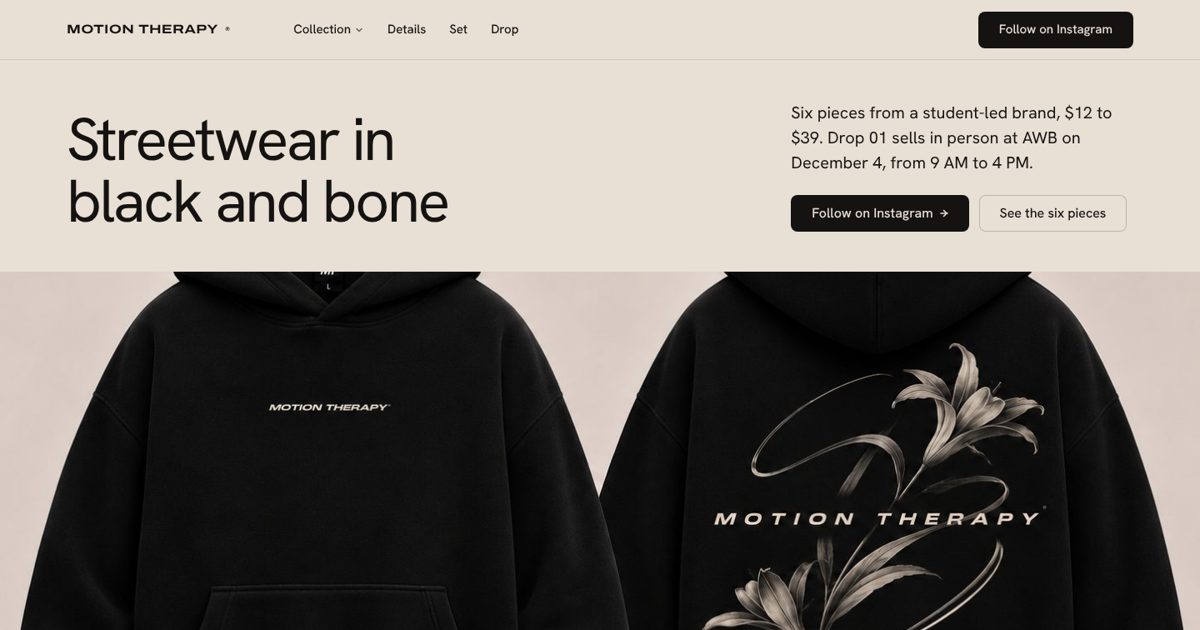 MOTION THERAPY ®
Collection
Details
Set
Drop
Follow on Instagram
Streetwear in
black and bone
Six pieces from a student-led brand, $12 to
$39. Drop 01 sells in person at AWB on
December 4, from 9 AM to 4 PM.
Follow on Instagram →
See the six pieces
L
MOTION THERAPY
MOTION THERAPY